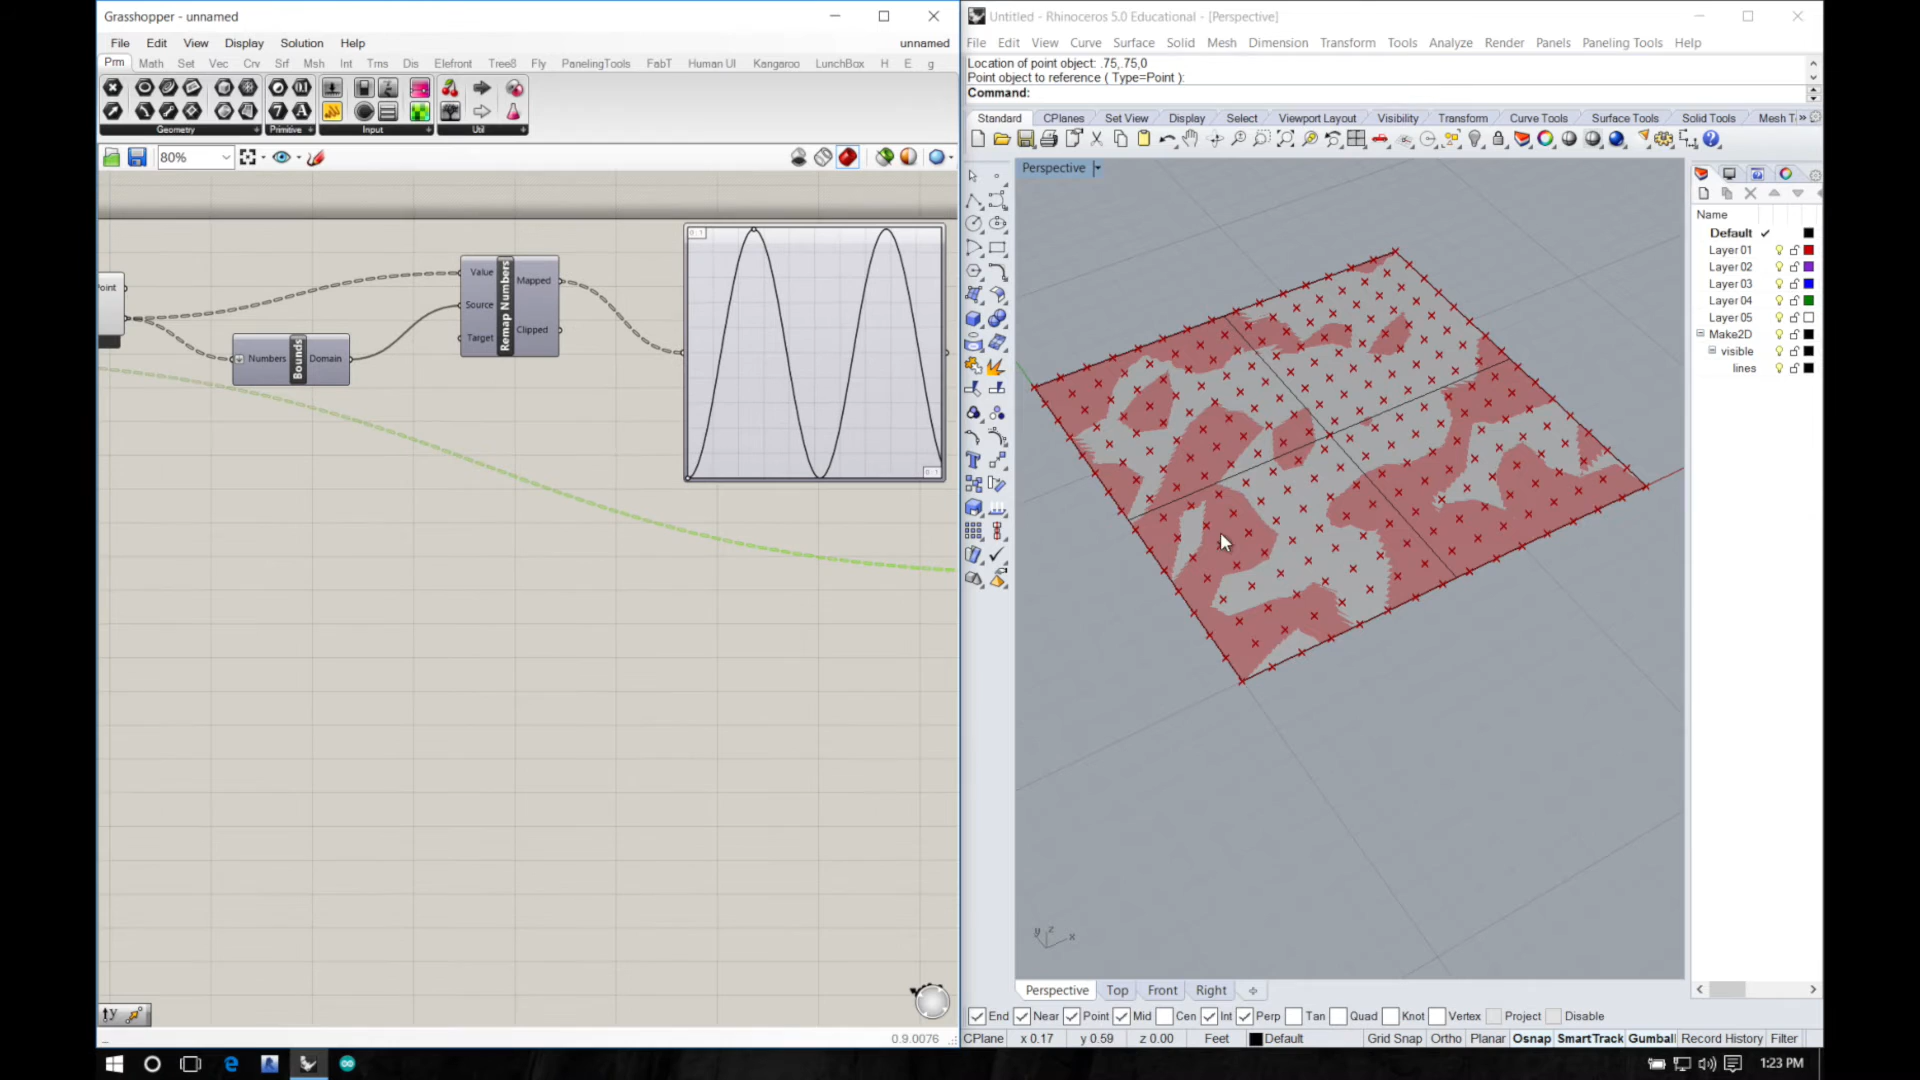 Grasshopper - unnamed
File Edit View Display Solution Help
unnamed
Prm Math Set Vec Crv Srf Msh Int Trns Dis Elefront Tree8 Fly PanelingTools FabT Human UI Kangaroo LunchBox H E g
Geometry
Primitive
Input
Util
80%
oint
Numbers
Bounds
Domain
Value
Source
Target
Remap Numbers
Mapped
Clipped
0 : 1
0 : 1
0.9.0076
Untitled - Rhinoceros 5.0 Educational - [Perspective]
File Edit View Curve Surface Solid Mesh Dimension Transform Tools Analyze Render Panels Paneling Tools Help
Location of point object: .75,.75,0
Point object to reference ( Type=Point ):
Command:
Standard CPlanes Set View Display Select Viewport Layout Visibility Transform Curve Tools Surface Tools Solid Tools Mesh T
Perspective
Name
Default
Layer 01
Layer 02
Layer 03
Layer 04
Layer 05
Make2D
visible
lines
y z x
Perspective Top Front Right
End Near Point Mid Cen Int Perp Tan Quad Knot Vertex Project Disable
CPlane x 0.17 y 0.59 z 0.00 Feet Default Grid Snap Ortho Planar Osnap SmartTrack Gumball Record History Filter
1:23 PM